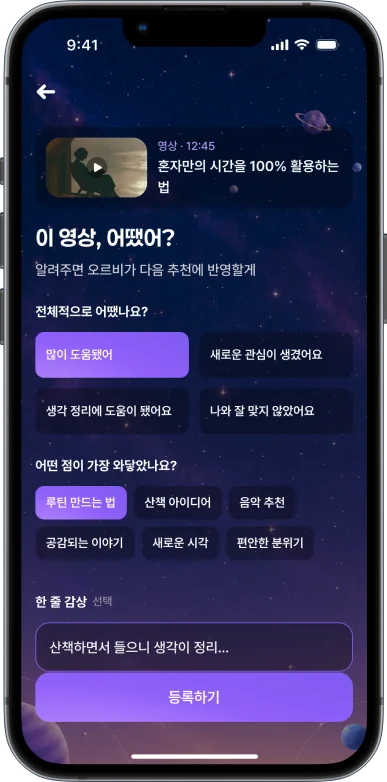 9:41
영상 · 12:45
혼자만의 시간을 100% 활용하는
법
이 영상, 어땠어?
알려주면 오르비가 다음 추천에 반영할게
전체적으로 어땠나요?
많이 도움됐어
새로운 관심이 생겼어요
생각 정리에 도움이 됐어요
나와 잘 맞지 않았어요
어떤 점이 가장 와닿았나요?
루틴 만드는 법
산책 아이디어
음악 추천
공감되는 이야기
새로운 시각
편안한 분위기
한 줄 감상 선택
산책하면서 들으니 생각이 정리...
등록하기